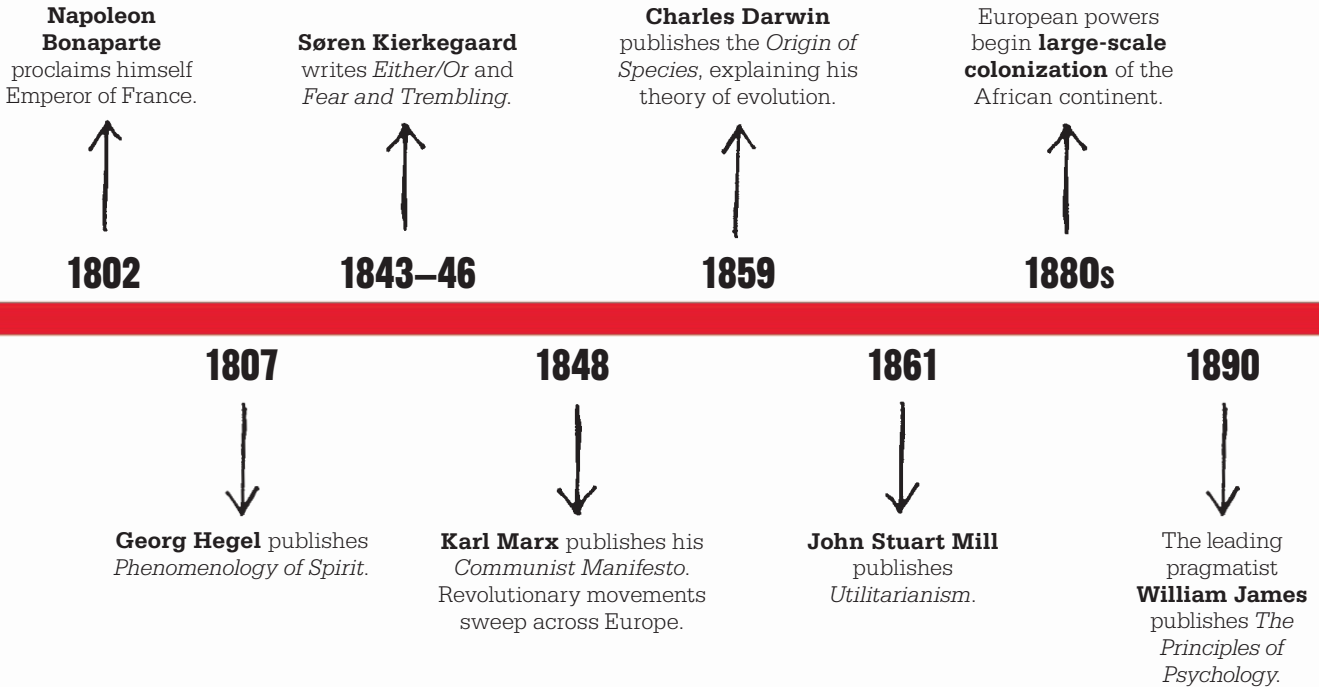 Napoleon
Bonaparte
proclaims himself
Emperor of France.
Søren Kierkegaard
writes Either/Or and
Fear and Trembling.
Charles Darwin
publishes the Origin of
Species, explaining his
theory of evolution.
European powers
begin large-scale
colonization of the
African continent.
1802
1843–46
1859
1880s
1807
1848
1861
1890
Georg Hegel publishes
Phenomenology of Spirit.
Karl Marx publishes his
Communist Manifesto.
Revolutionary movements
sweep across Europe.
John Stuart Mill
publishes
Utilitarianism.
The leading
pragmatist
William James
publishes The
Principles of
Psychology.